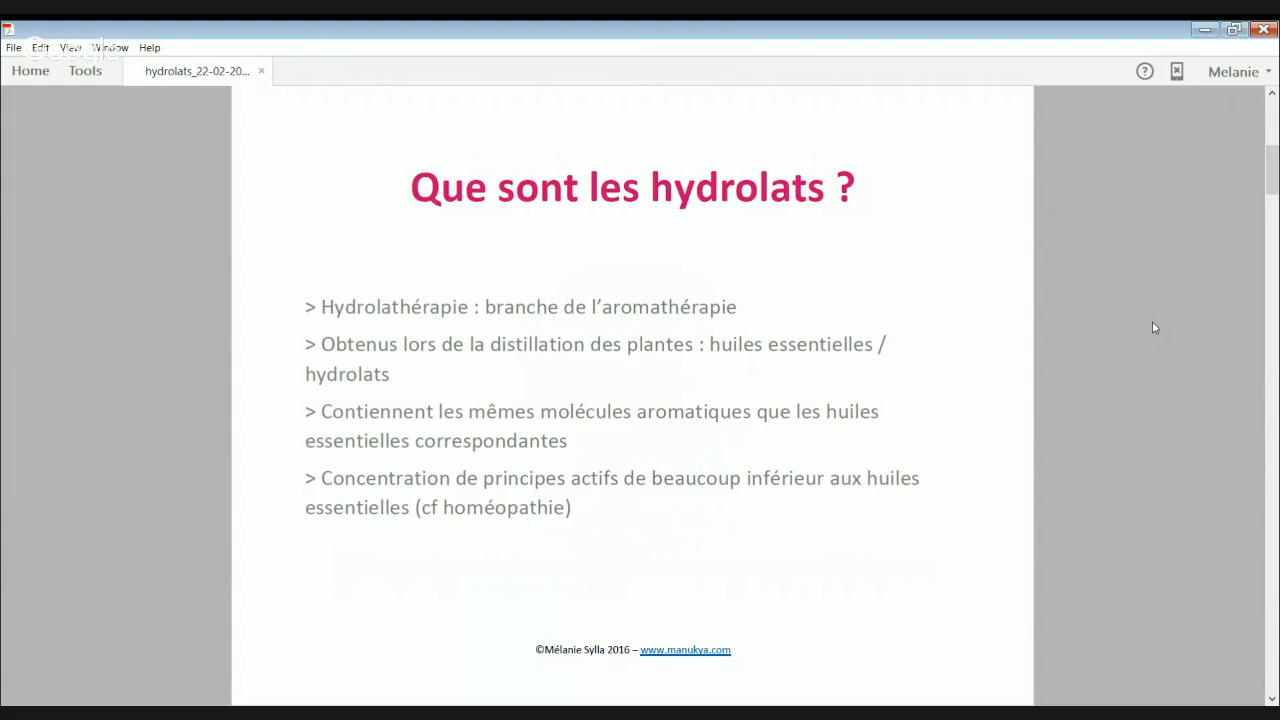 Google
File Edit View Window Help
Home Tools hydrolats_22-02-20... × Melanie
Que sont les hydrolats ?
> Hydrolathérapie : branche de l’aromathérapie
> Obtenus lors de la distillation des plantes : huiles essentielles /
hydrolats
> Contiennent les mêmes molécules aromatiques que les huiles
essentielles correspondantes
> Concentration de principes actifs de beaucoup inférieur aux huiles
essentielles (cf homéopathie)
©Mélanie Sylla 2016 – www.manukya.com